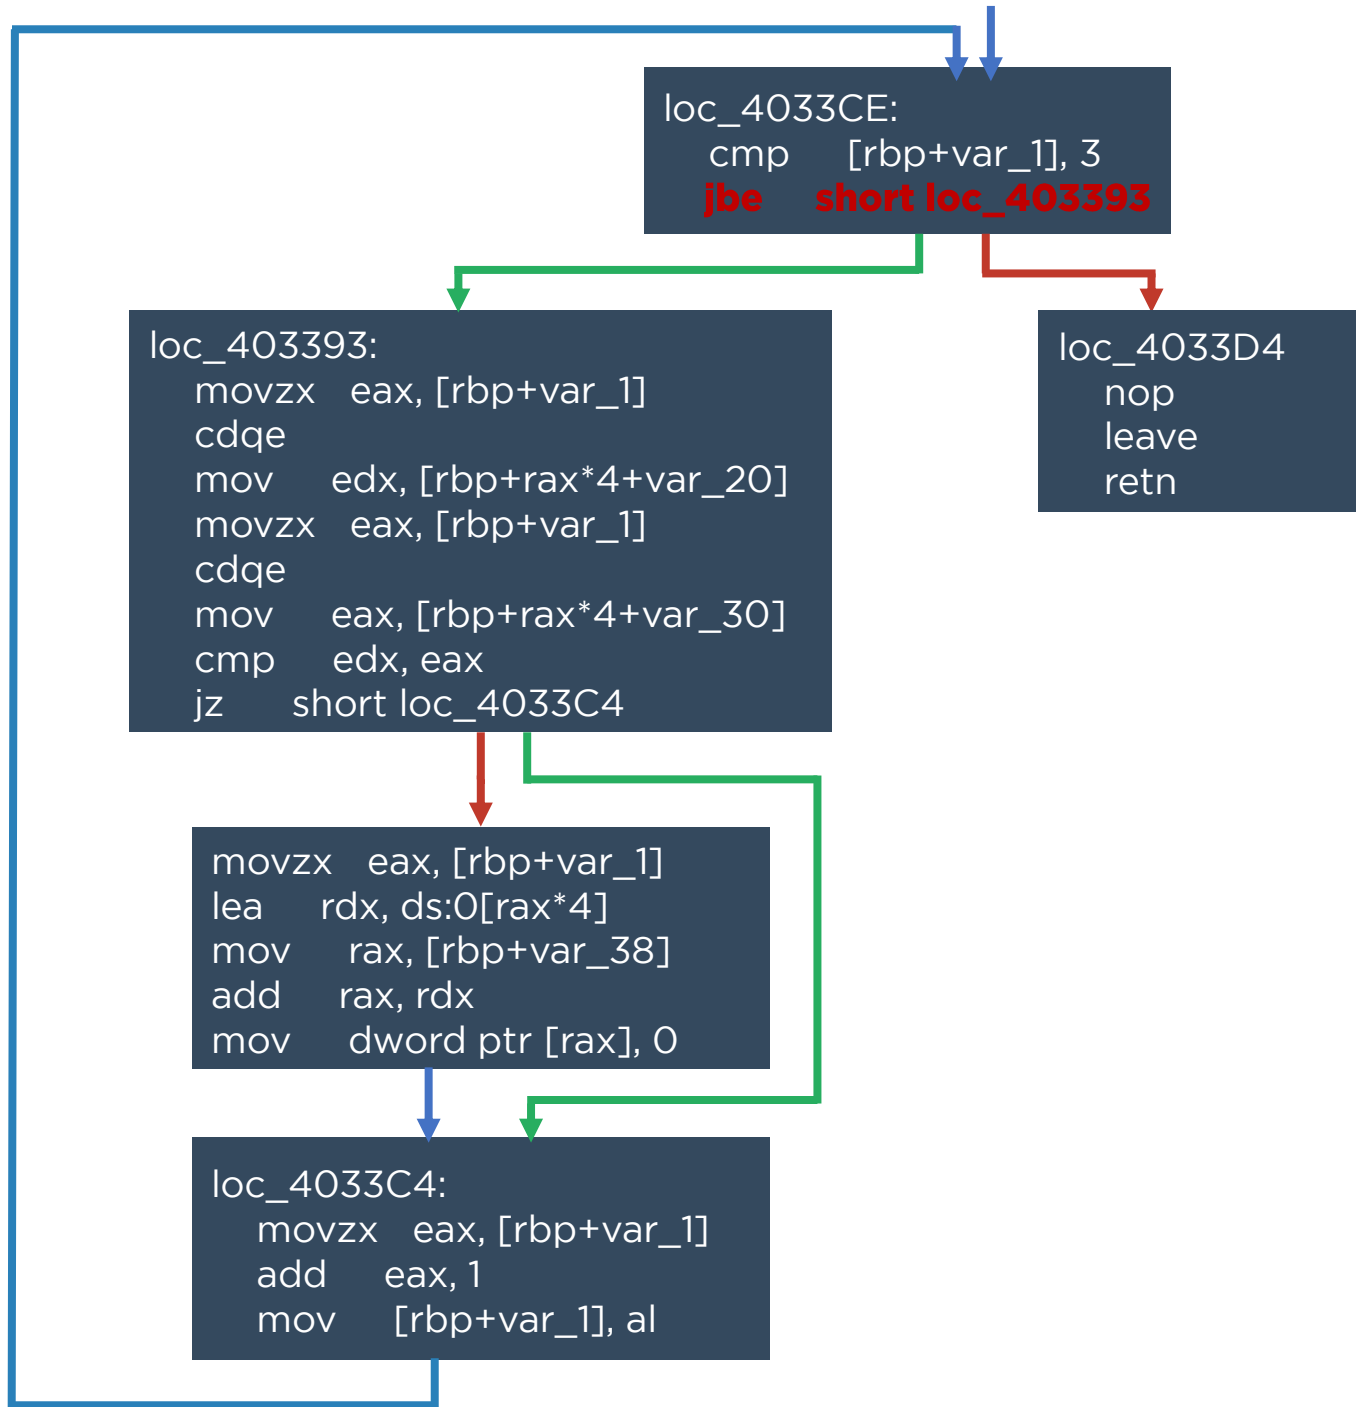 loc_4033CE:
cmp [rbp+var_1], 3
jbe short loc_403393
loc_403393:
movzx eax, [rbp+var_1]
cdqe
mov edx, [rbp+rax*4+var_20]
movzx eax, [rbp+var_1]
cdqe
mov eax, [rbp+rax*4+var_30]
cmp edx, eax
jz short loc_4033C4
loc_4033D4
nop
leave
retn
movzx eax, [rbp+var_1]
lea rdx, ds:0[rax*4]
mov rax, [rbp+var_38]
add rax, rdx
mov dword ptr [rax], 0
loc_4033C4:
movzx eax, [rbp+var_1]
add eax, 1
mov [rbp+var_1], al